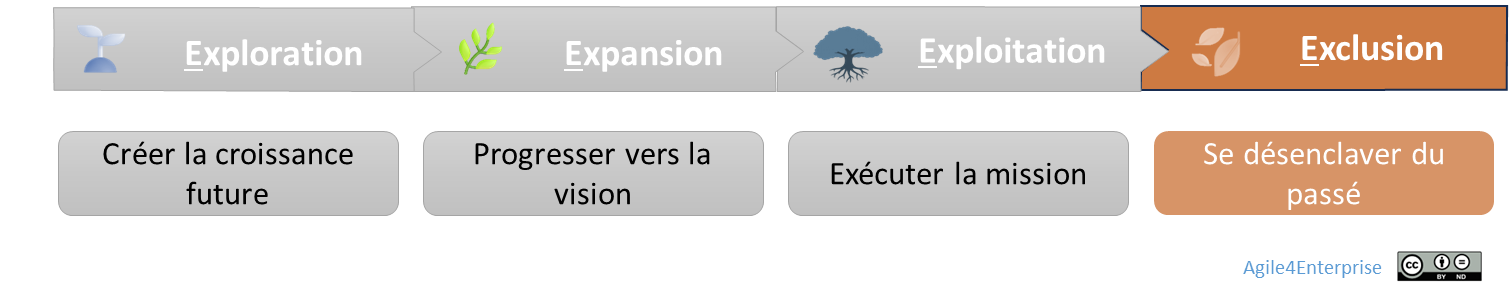 Exploration
Expansion
Exploitation
Exclusion
Créer la croissance
future
Progresser vers la
vision
Exécuter la mission
Se désenclaver du
passé
Agile4Enterprise
cc
BY ND